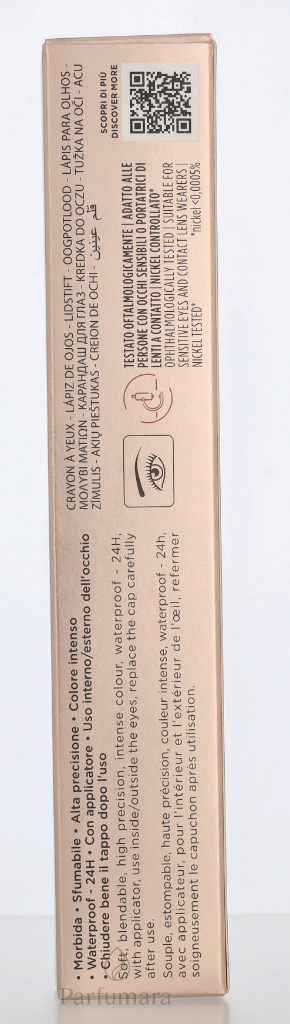 • Morbida • Sfumabile • Alta precisione • Colore intenso
• Waterproof - 24H • Con applicatore • Uso interno/esterno dell'occhio
• Chiudere bene il tappo dopo l'uso
Soft, blendable, high precision, intense colour, waterproof - 24H,
with applicator, use inside/outside the eyes, replace the cap carefully
after use.
Souple, estompable, haute précision, couleur intense, waterproof - 24h,
avec applicateur, pour l'intérieur et l'extérieur de l'œil, refermer
soigneusement le capuchon après utilisation.
CRAYON À YEUX - LÁPIZ DE OJOS - LIDSTIFT - OOGPOTLOOD - LÁPIS PARA OLHOS -
ΜΟΛΥΒΙ ΜΑΤΙΩΝ - КАРАНДАШ ДЛЯ ГЛАЗ - KREDKA DO OCZU - TUŽKA NA OČI - ACU
ZĪMULIS - AKIŲ PIEŠTUKAS - CREION DE OCHI - قلم عينين
TESTATO OFTALMOLOGICAMENTE | ADATTO ALLE
PERSONE CON OCCHI SENSIBILI O PORTATRICI DI
LENTI A CONTATTO | NICKEL CONTROLLATO*
OPHTHALMOLOGICALLY TESTED | SUITABLE FOR
SENSITIVE EYES AND CONTACT LENS WEARERS |
NICKEL TESTED*
*nickel <0,0005%
SCOPRI DI PIÙ
DISCOVER MORE
Parfumara